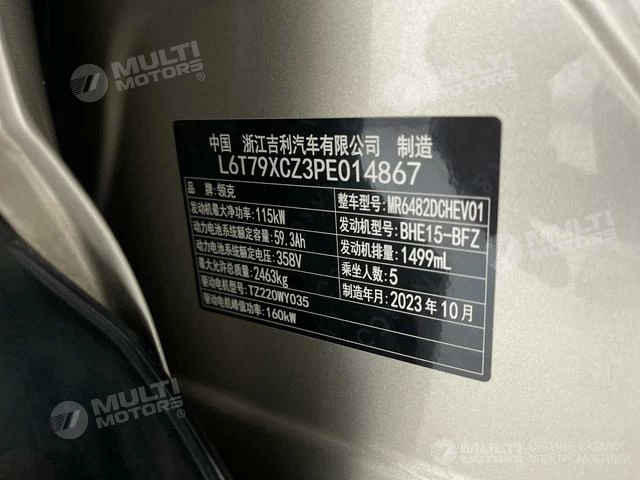 MULTI
MOTORS®
MULTI
MOTORS®
中国 浙江吉利汽车有限公司 制造
L6T79XCZ3PE014867
品牌:领克
整车型号:MR6482DCHEV01
发动机最大净功率:115kW
发动机型号:BHE15-BFZ
动力电池系统额定容量:59.3Ah
发动机排量:1499mL
动力电池系统额定电压:358V
乘坐人数:5
最大允许总质量:2463kg
制造年月:2023年10月
驱动电机型号:TZ220WY035
驱动电机峰值功率:160kW
MULTI
MOTORS®
MULTI
MOTORS®
MULTI
MOTORS